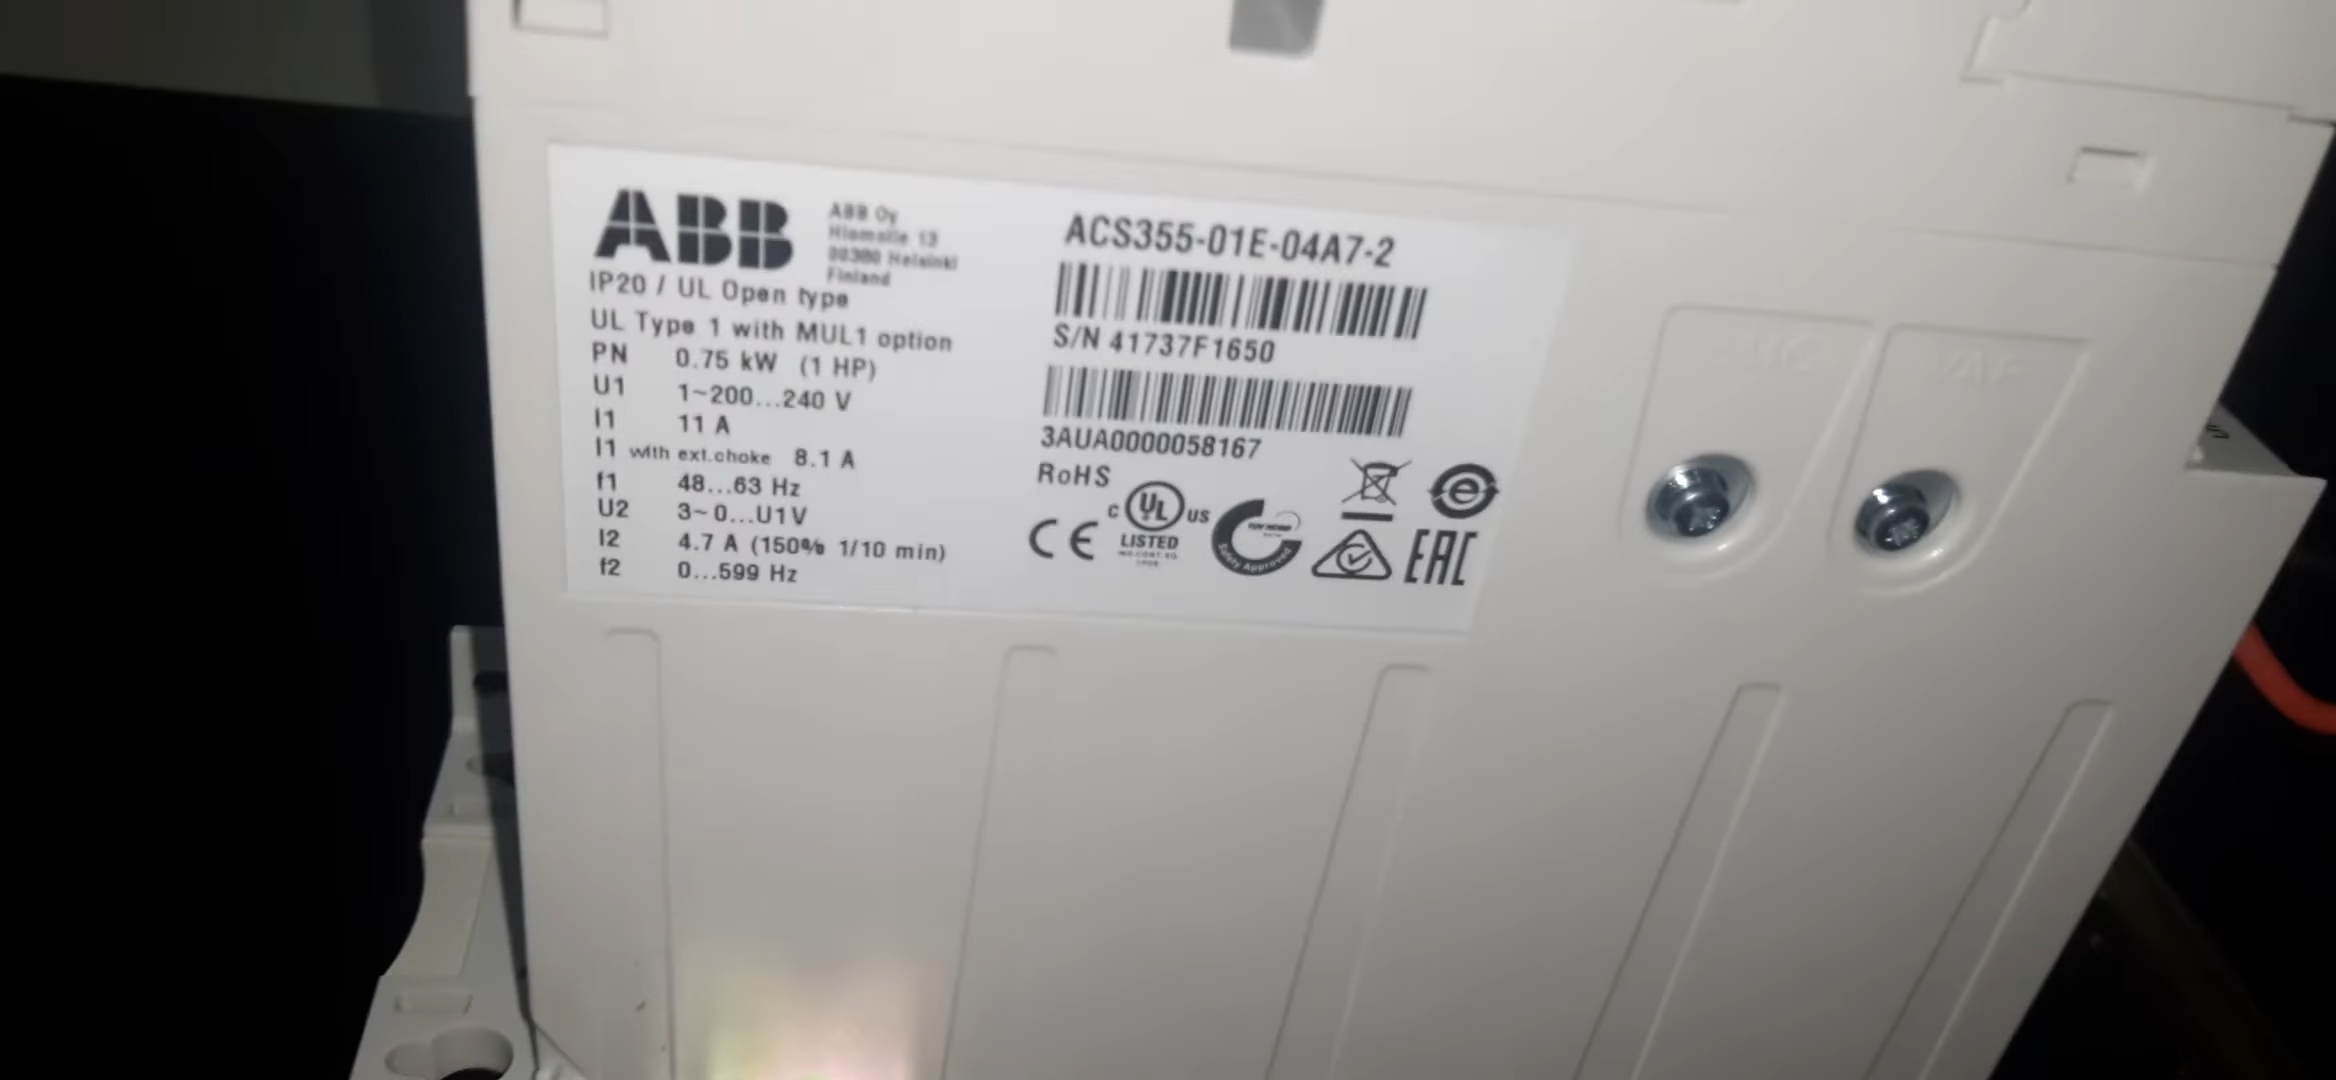 ABB
ABB Oy
Hiomotie 13
00380 Helsinki
Finland
IP20 / UL Open type
UL Type 1 with MUL1 option
PN 0.75 kW (1 HP)
U1 1~200...240 V
I1 11 A
I1 with ext.choke 8.1 A
f1 48...63 Hz
U2 3~0...U1V
I2 4.7 A (150% 1/10 min)
f2 0...599 Hz
ACS355-01E-04A7-2
S/N 41737F1650
3AUA0000058167
RoHS
C UL US
LISTED
CE
Safety Approved
EAC